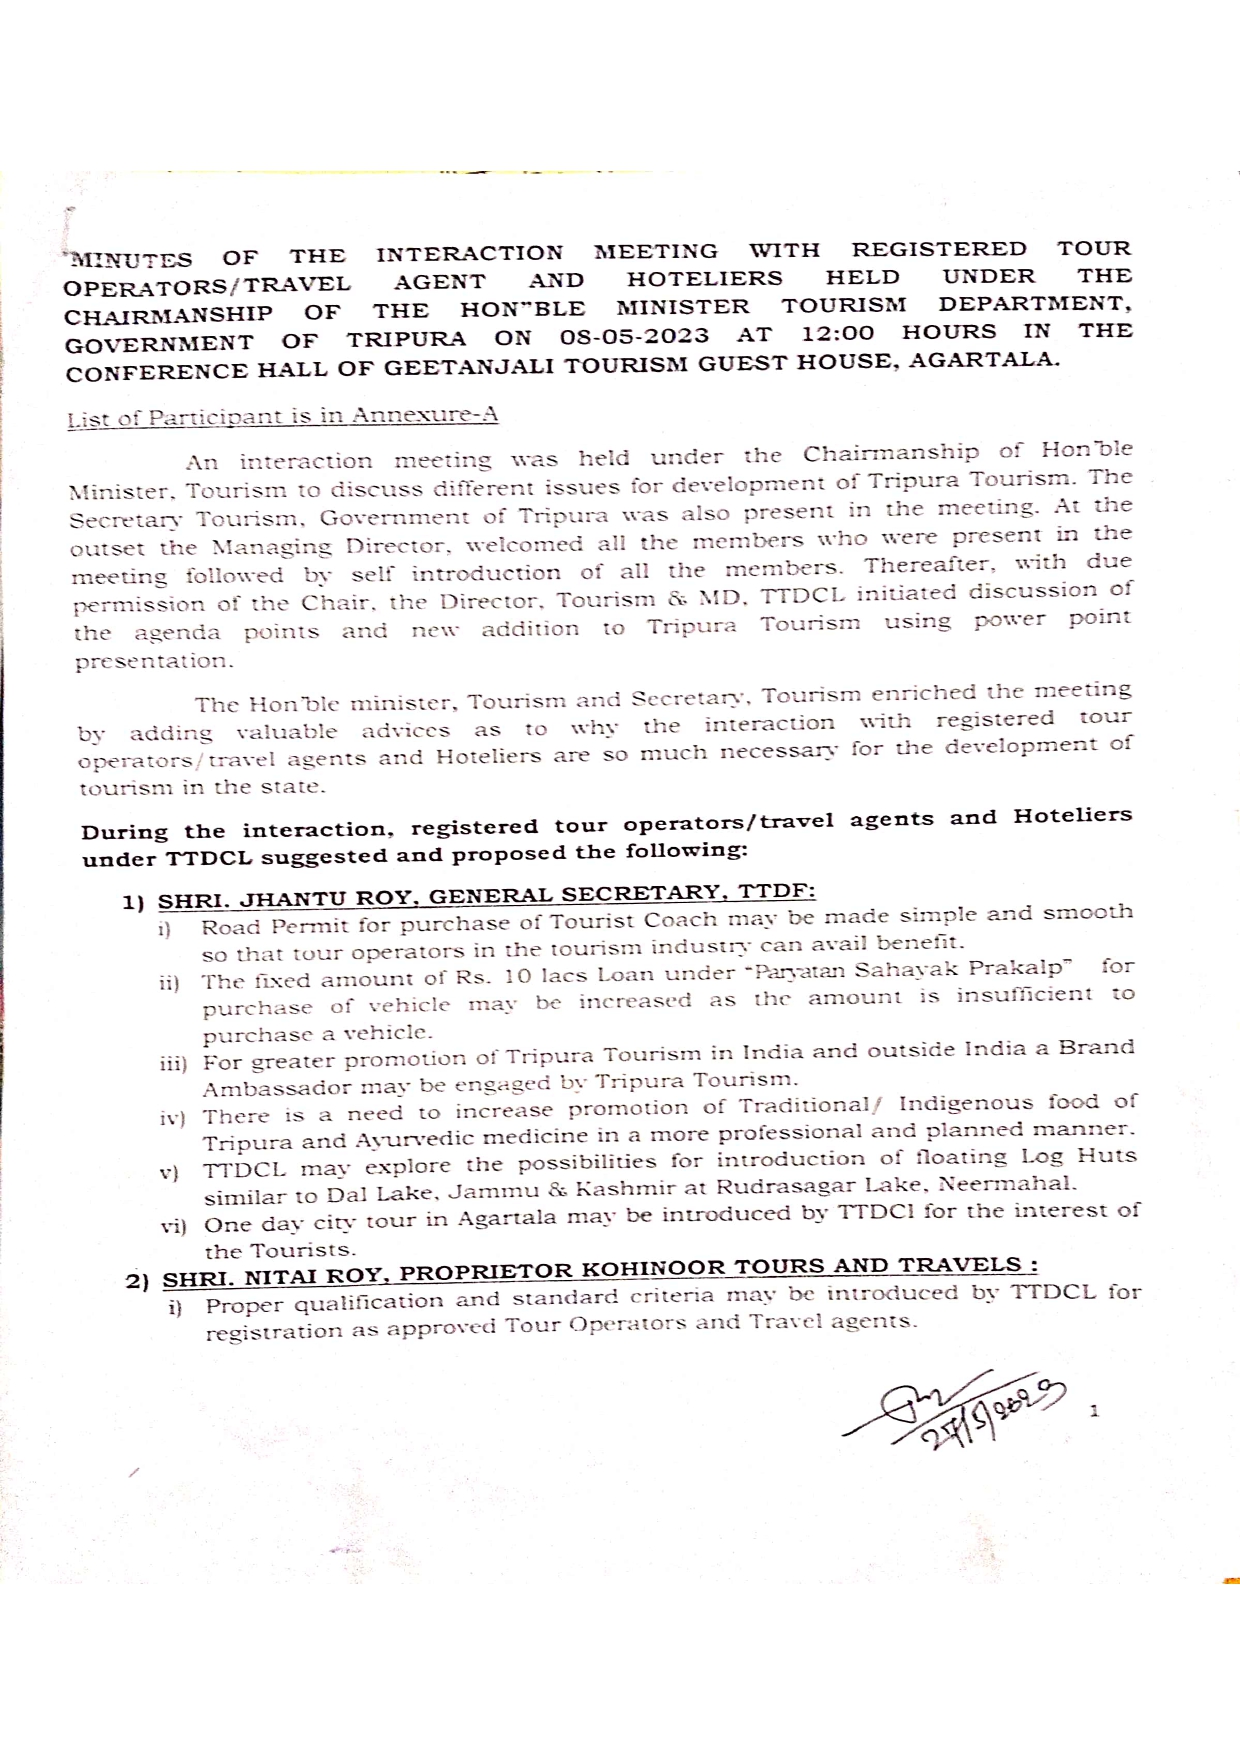 "MINUTES OF THE INTERACTION MEETING WITH REGISTERED TOUR
OPERATORS/TRAVEL AGENT AND HOTELIERS HELD UNDER THE
CHAIRMANSHIP OF THE HON"BLE MINISTER TOURISM DEPARTMENT,
GOVERNMENT OF TRIPURA ON 08-05-2023 AT 12:00 HOURS IN THE
CONFERENCE HALL OF GEETANJALI TOURISM GUEST HOUSE, AGARTALA.
List of Participant is in Annexure-A
An interaction meeting was held under the Chairmanship of Hon'ble
Minister, Tourism to discuss different issues for development of Tripura Tourism. The
Secretary Tourism, Government of Tripura was also present in the meeting. At the
outset the Managing Director, welcomed all the members who were present in the
meeting followed by self introduction of all the members. Thereafter, with due
permission of the Chair, the Director, Tourism & MD, TTDCL initiated discussion of
the agenda points and new addition to Tripura Tourism using power point
presentation.
The Hon'ble minister, Tourism and Secretary, Tourism enriched the meeting
by adding valuable advices as to why the interaction with registered tour
operators/travel agents and Hoteliers are so much necessary for the development of
tourism in the state.
During the interaction, registered tour operators/travel agents and Hoteliers
under TTDCL suggested and proposed the following:
1) SHRI. JHANTU ROY, GENERAL SECRETARY, TTDF:
i) Road Permit for purchase of Tourist Coach may be made simple and smooth
so that tour operators in the tourism industry can avail benefit.
ii) The fixed amount of Rs. 10 lacs Loan under "Paryatan Sahayak Prakalp" for
purchase of vehicle may be increased as the amount is insufficient to
purchase a vehicle.
iii) For greater promotion of Tripura Tourism in India and outside India a Brand
Ambassador may be engaged by Tripura Tourism.
iv) There is a need to increase promotion of Traditional/ Indigenous food of
Tripura and Ayurvedic medicine in a more professional and planned manner.
v) TTDCL may explore the possibilities for introduction of floating Log Huts
similar to Dal Lake, Jammu & Kashmir at Rudrasagar Lake, Neermahal.
vi) One day city tour in Agartala may be introduced by TTDCl for the interest of
the Tourists.
2) SHRI. NITAI ROY, PROPRIETOR KOHINOOR TOURS AND TRAVELS :
i) Proper qualification and standard criteria may be introduced by TTDCL for
registration as approved Tour Operators and Travel agents.
27/5/2023
1